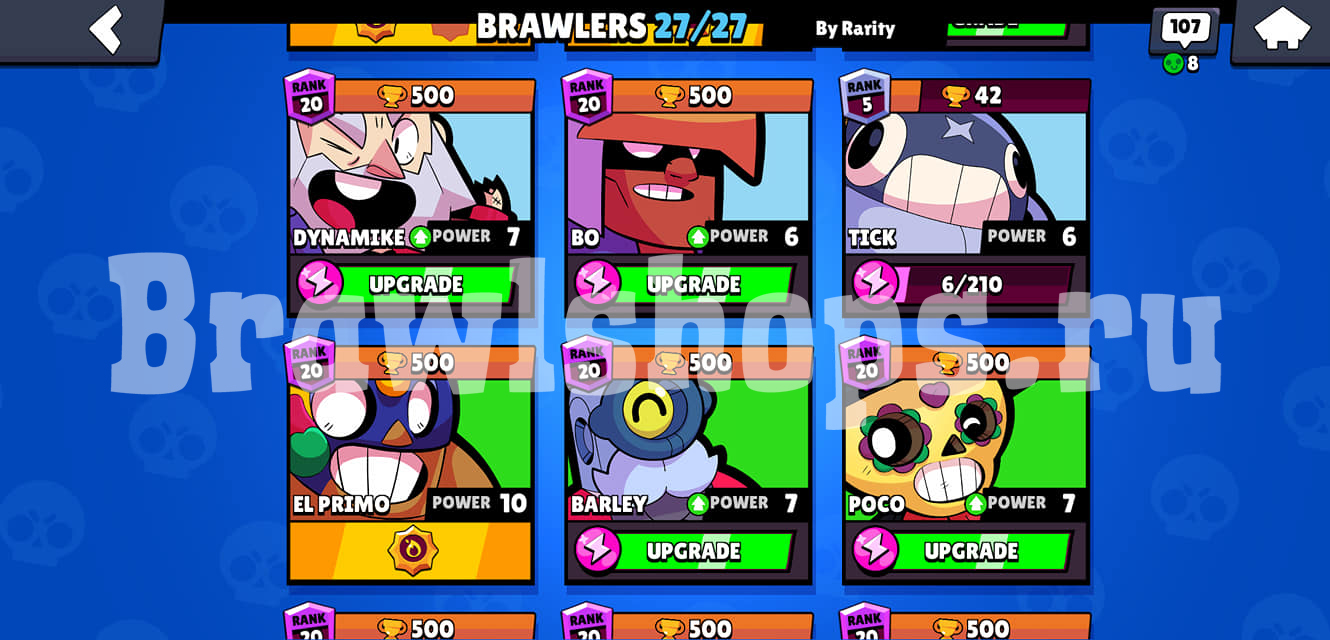 BRAWLERS 27/27
By Rarity
107
8
RANK 20
500
RANK 20
500
RANK 5
42
DYNAMIKE POWER 7
BO POWER 6
TICK POWER 6
UPGRADE
UPGRADE
6/210
Brawlshops.ru
RANK 20
500
RANK 20
500
RANK 20
500
EL PRIMO POWER 10
BARLEY POWER 7
POCO POWER 7
UPGRADE
UPGRADE
RANK 20
500
RANK 20
500
RANK 20
500